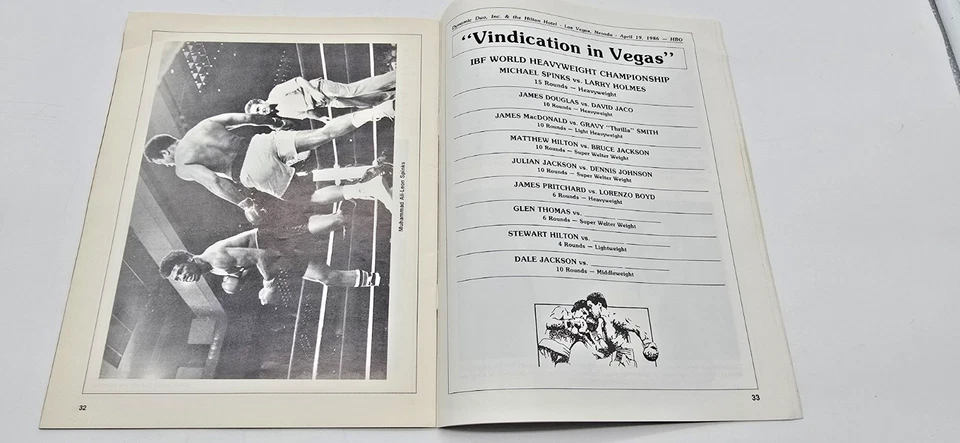 Muhammad Ali-Leon Spinks
32
Dynamic Duo, Inc. & the Hilton Hotel - Las Vegas, Nevada - April 19, 1986 — HBO
“Vindication in Vegas”
IBF WORLD HEAVYWEIGHT CHAMPIONSHIP
MICHAEL SPINKS vs. LARRY HOLMES
15 Rounds — Heavyweight
JAMES DOUGLAS vs. DAVID JACO
10 Rounds — Heavyweight
JAMES MacDONALD vs. GRAVY "Thrilla" SMITH
10 Rounds — Light Heavyweight
MATTHEW HILTON vs. BRUCE JACKSON
10 Rounds — Super Welter Weight
JULIAN JACKSON vs. DENNIS JOHNSON
10 Rounds — Super Welter Weight
JAMES PRITCHARD vs. LORENZO BOYD
6 Rounds — Heavyweight
GLEN THOMAS vs.
6 Rounds — Super Welter Weight
STEWART HILTON vs.
4 Rounds — Lightweight
DALE JACKSON vs.
10 Rounds — Middleweight
33